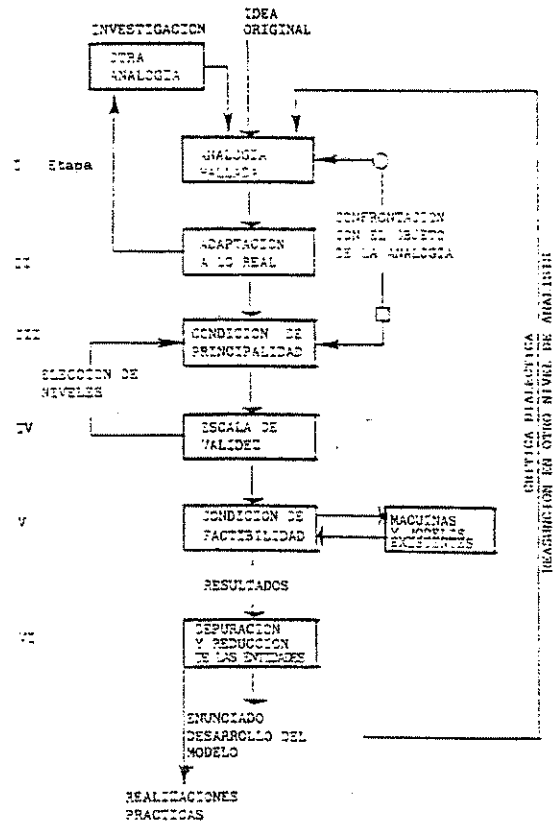 IDEA
ORIGINAL
INVESTIGACION
OTRA
ANALOGIA
I Etapa
ANALOGIA
HALLADA
CONFRONTACION
CON EL OBJETO
DE LA ANALOGIA
II
ADAPTACION
A LO REAL
III
CONDICION DE
PRINCIPALIDAD
ELECCION DE
NIVELES
IV
ESCALA DE
VALIDEZ
V
CONDICION DE
FACTIBILIDAD
MAQUINAS
Y MODELOS
EXISTENTES
RESULTADOS
VI
DEPURACION
Y REDUCCION
DE LAS ENTIDADES
ENUNCIADO
DESARROLLO DEL
MODELO
REALIZACIONES
PRACTICAS
CRITICA DIALECTICA
REASUNCION EN OTRO NIVEL DE ANALISIS